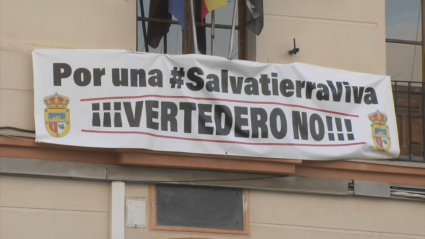 Por una #SalvatierraViva
¡¡¡VERTEDERO NO!!!